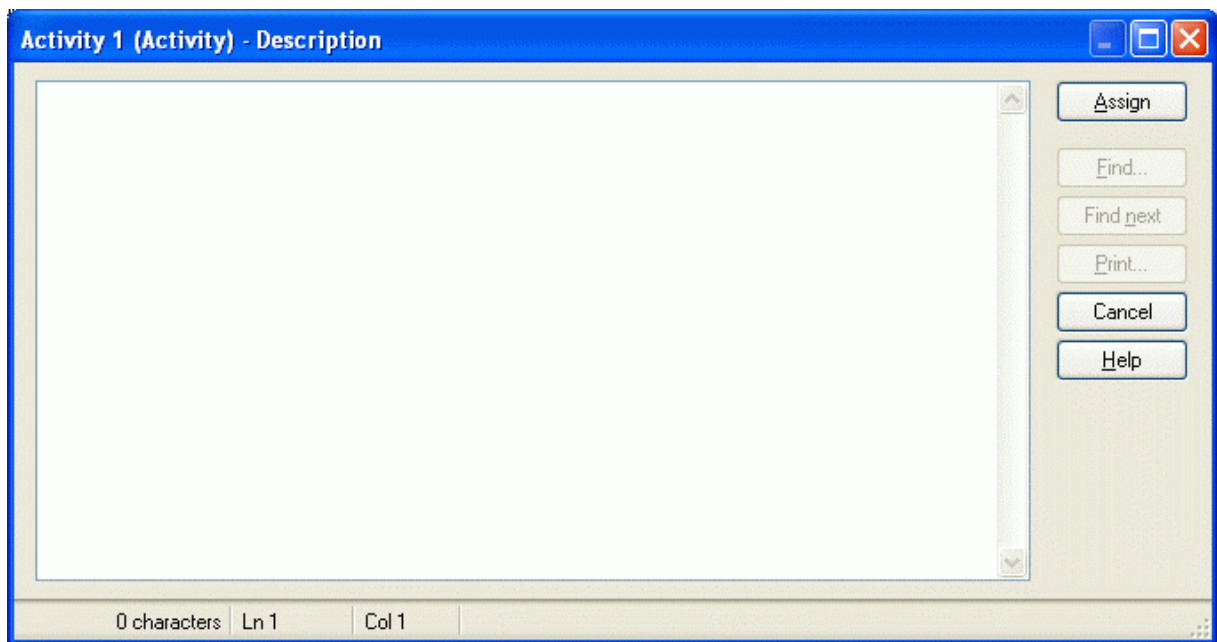 Activity 1 (Activity) - Description
Assign
Find...
Find next
Print...
Cancel
Help
0 characters Ln 1 Col 1